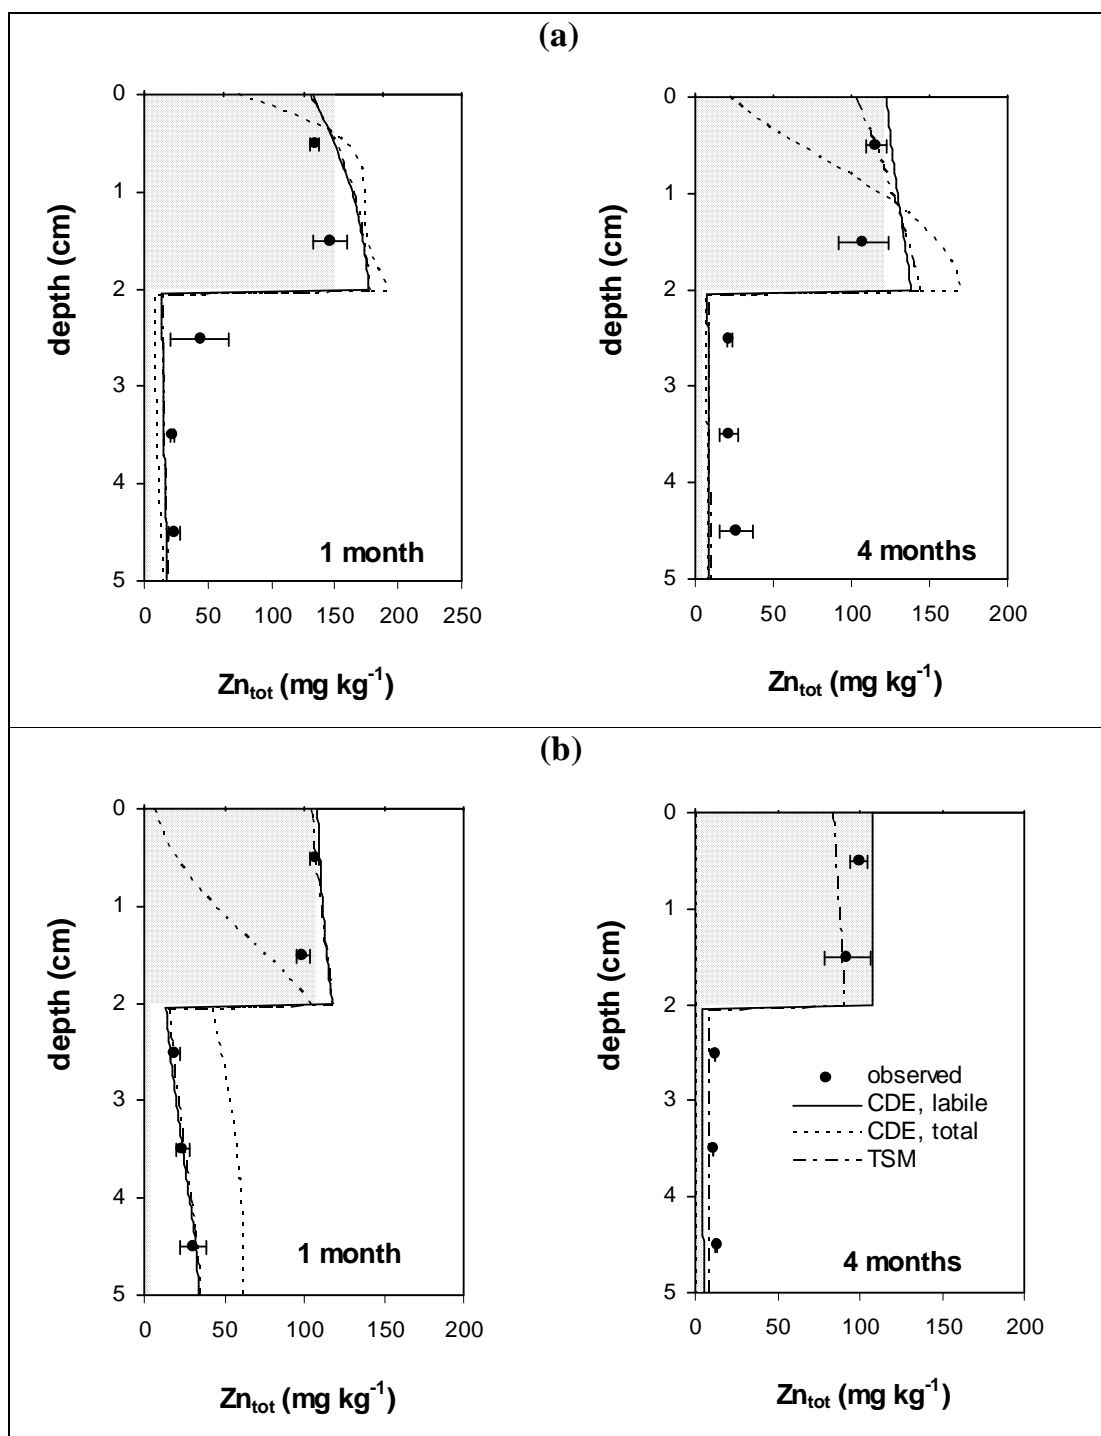 (a)
0
1
2
3
4
5
depth (cm)
1 month
0 50 100 150 200 250
Zn_tot (mg kg⁻¹)
0
1
2
3
4
5
depth (cm)
4 months
0 50 100 150 200
Zn_tot (mg kg⁻¹)
(b)
0
1
2
3
4
5
depth (cm)
1 month
0 50 100 150 200
Zn_tot (mg kg⁻¹)
0
1
2
3
4
5
depth (cm)
observed
CDE, labile
CDE, total
TSM
4 months
0 50 100 150 200
Zn_tot (mg kg⁻¹)